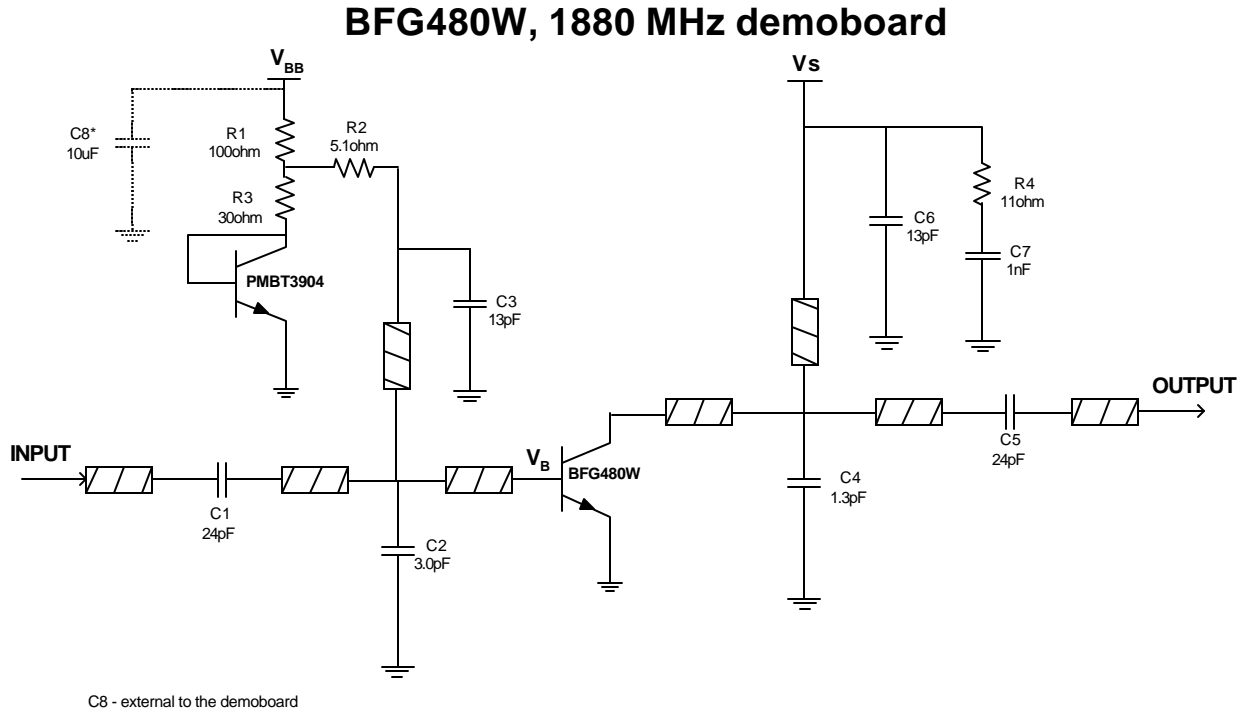 BFG480W, 1880 MHz demoboard
VBB
Vs
C8*
10uF
R1
100ohm
R2
5.1ohm
R3
30ohm
PMBT3904
C3
13pF
C6
13pF
R4
11ohm
C7
1nF
OUTPUT
INPUT
C1
24pF
C2
3.0pF
VB
BFG480W
C4
1.3pF
C5
24pF
C8 - external to the demoboard